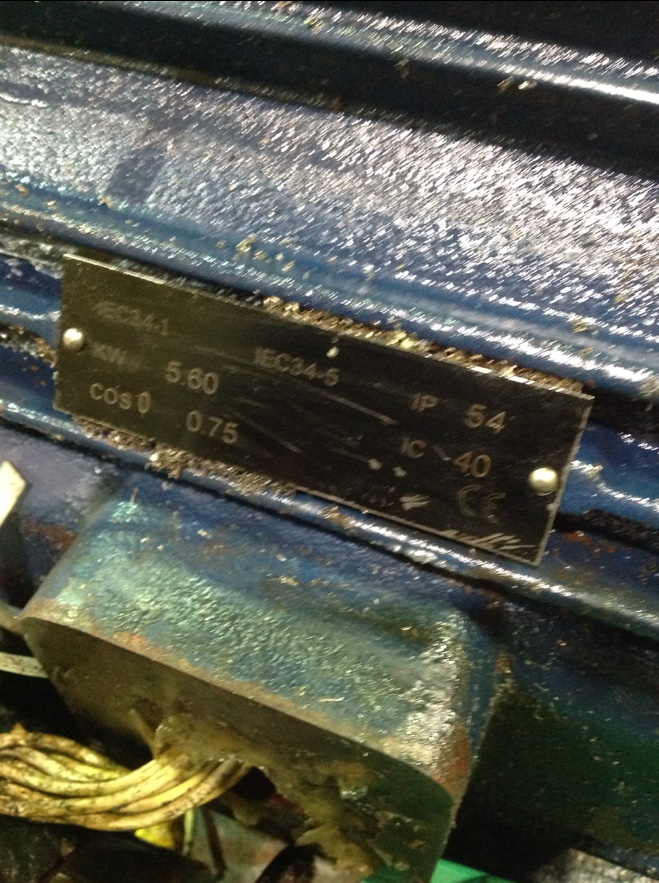 IEC34-1 IEC34-5
KW 5.60 IP 54
cos 0 0.75 IC 40
CE